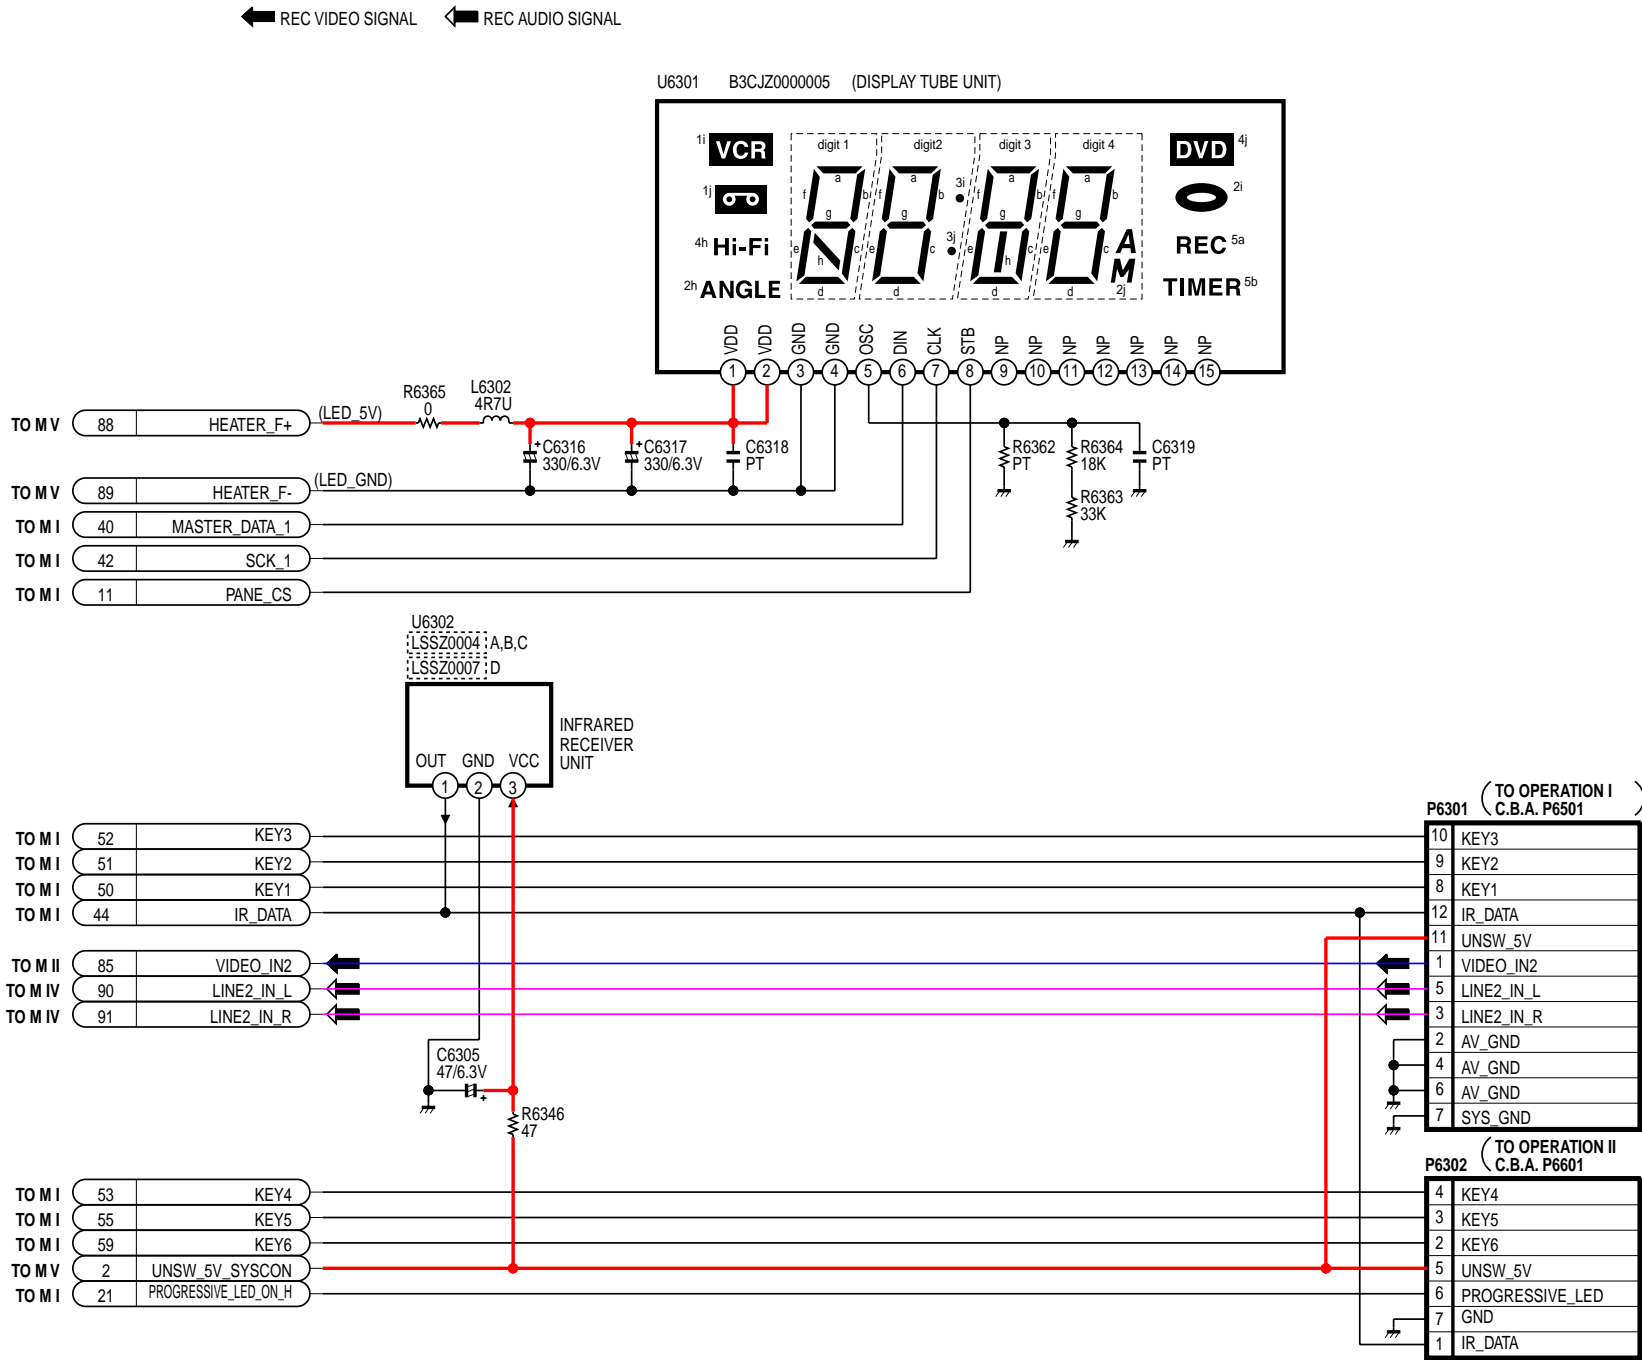 REC VIDEO SIGNAL REC AUDIO SIGNAL
U6301 B3CJZ0000005 (DISPLAY TUBE UNIT)
1i VCR digit 1 digit2 digit 3 digit 4 DVD 4j
1j a b c d e f g h a b c d e f g 3i 3j a b c d e f g h a b c d e f g 2i
4h Hi-Fi A REC 5a
2h ANGLE M 2j TIMER 5b
VDD VDD GND GND OSC DIN CLK STB NP NP NP NP NP NP NP
1 2 3 4 5 6 7 8 9 10 11 12 13 14 15
R6365 0
L6302 4R7U
TO M V 88 HEATER_F+ (LED_5V)
C6316 330/6.3V
C6317 330/6.3V
C6318 PT
R6362 PT
R6364 18K
C6319 PT
R6363 33K
TO M V 89 HEATER_F- (LED_GND)
TO M I 40 MASTER_DATA_1
TO M I 42 SCK_1
TO M I 11 PANE_CS
U6302
LSSZ0004 A,B,C
LSSZ0007 D
INFRARED
RECEIVER
UNIT
OUT GND VCC
1 2 3
TO M I 52 KEY3
TO M I 51 KEY2
TO M I 50 KEY1
TO M I 44 IR_DATA
TO M II 85 VIDEO_IN2
TO M IV 90 LINE2_IN_L
TO M IV 91 LINE2_IN_R
C6305
47/6.3V
+
R6346
47
TO M I 53 KEY4
TO M I 55 KEY5
TO M I 59 KEY6
TO M V 2 UNSW_5V_SYSCON
TO M I 21 PROGRESSIVE_LED_ON_H
P6301 (TO OPERATION I
C.B.A. P6501)
10 KEY3
9 KEY2
8 KEY1
12 IR_DATA
11 UNSW_5V
1 VIDEO_IN2
5 LINE2_IN_L
3 LINE2_IN_R
2 AV_GND
4 AV_GND
6 AV_GND
7 SYS_GND
P6302 (TO OPERATION II
C.B.A. P6601
4 KEY4
3 KEY5
2 KEY6
5 UNSW_5V
6 PROGRESSIVE_LED
7 GND
1 IR_DATA